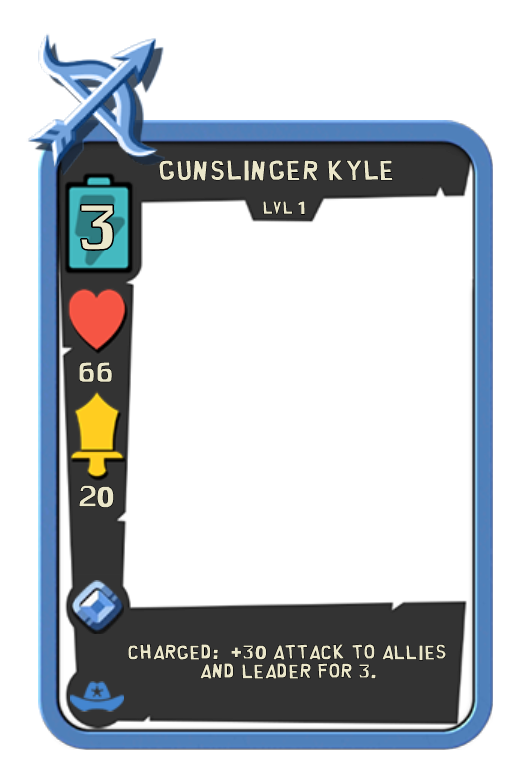 GUNSLINGER KYLE
LVL 1
3
66
20
CHARGED: +30 ATTACK TO ALLIES
AND LEADER FOR 3.